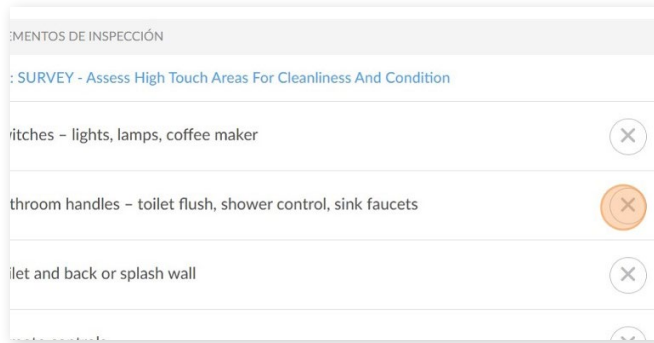 EMENTOS DE INSPECCIÓN
: SURVEY - Assess High Touch Areas For Cleanliness And Condition
itches – lights, lamps, coffee maker
throom handles – toilet flush, shower control, sink faucets
ilet and back or splash wall